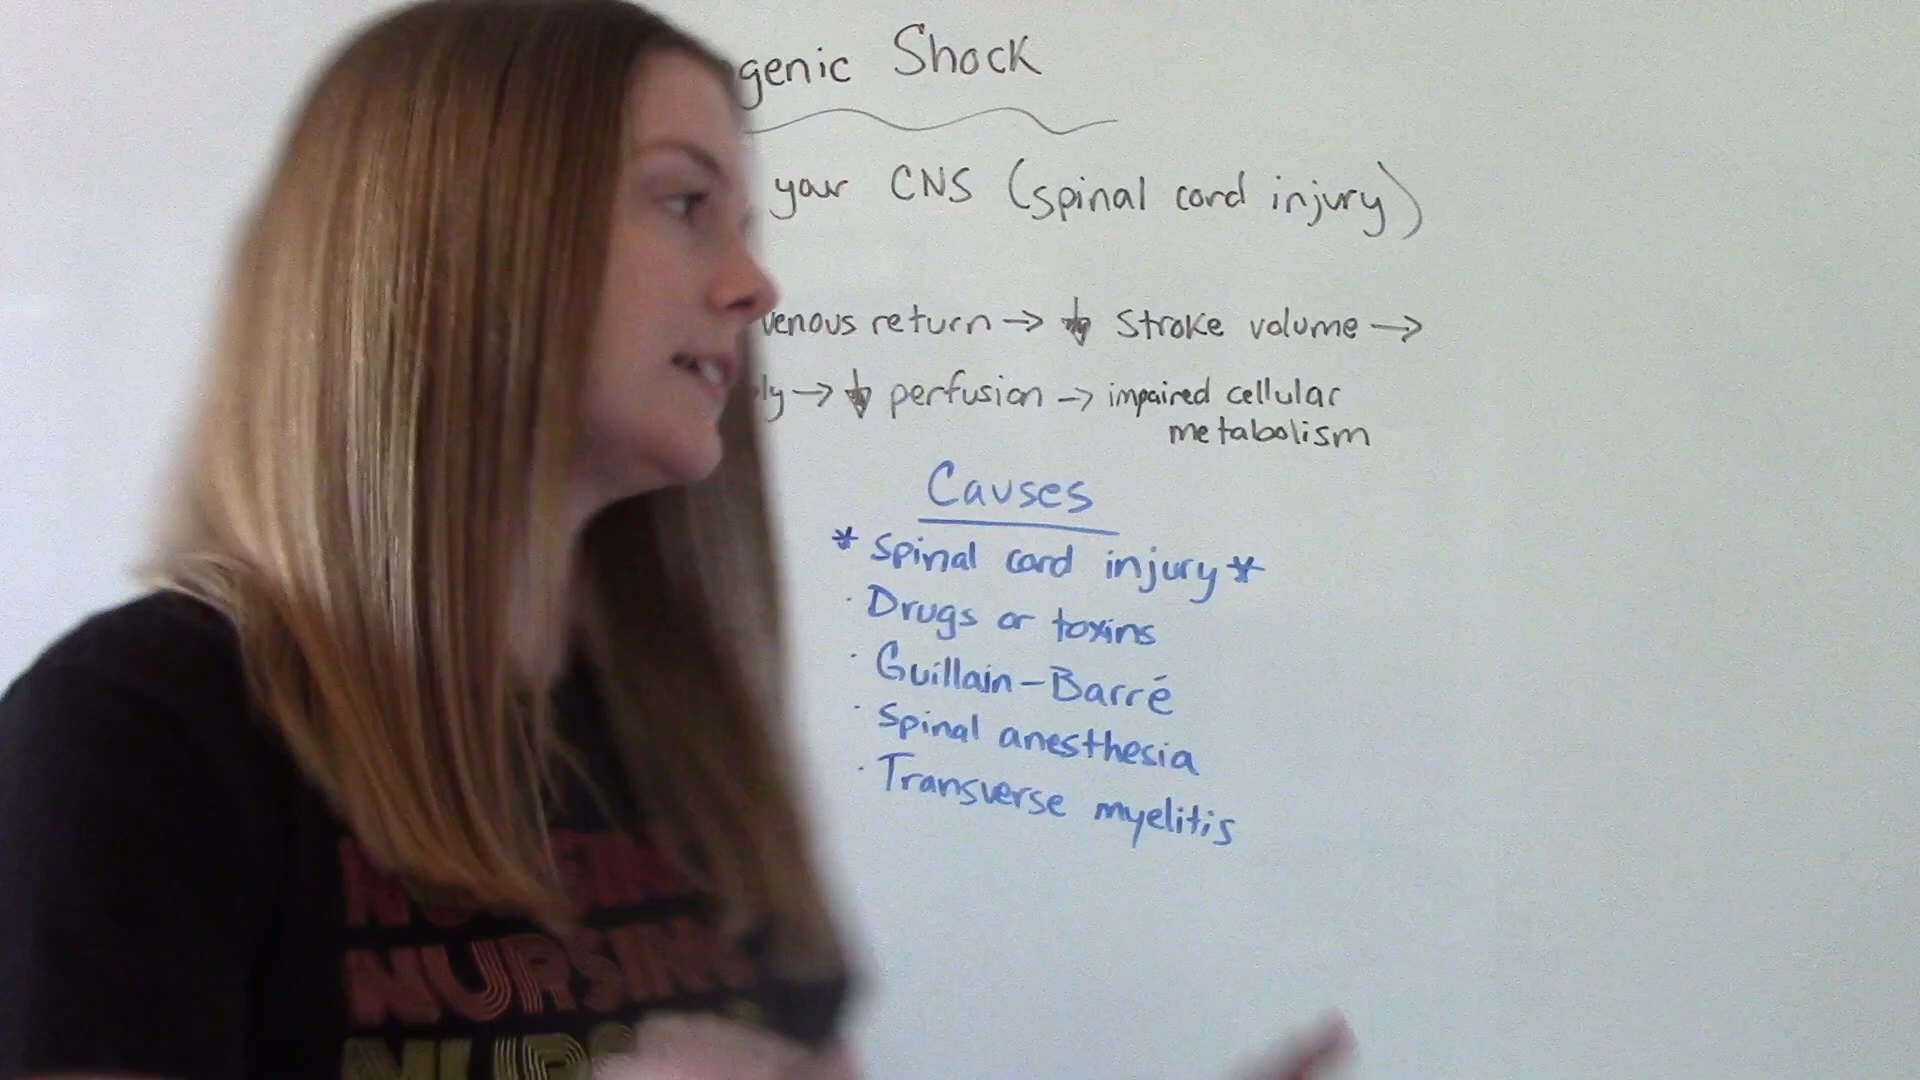 genic Shock
your CNS (spinal cord injury)
venous return → ↓ stroke volume →
ly → ↓ perfusion → impaired cellular
metabolism
Causes
* Spinal cord injury *
· Drugs or toxins
· Guillain-Barré
· Spinal anesthesia
· Transverse myelitis
NURSING